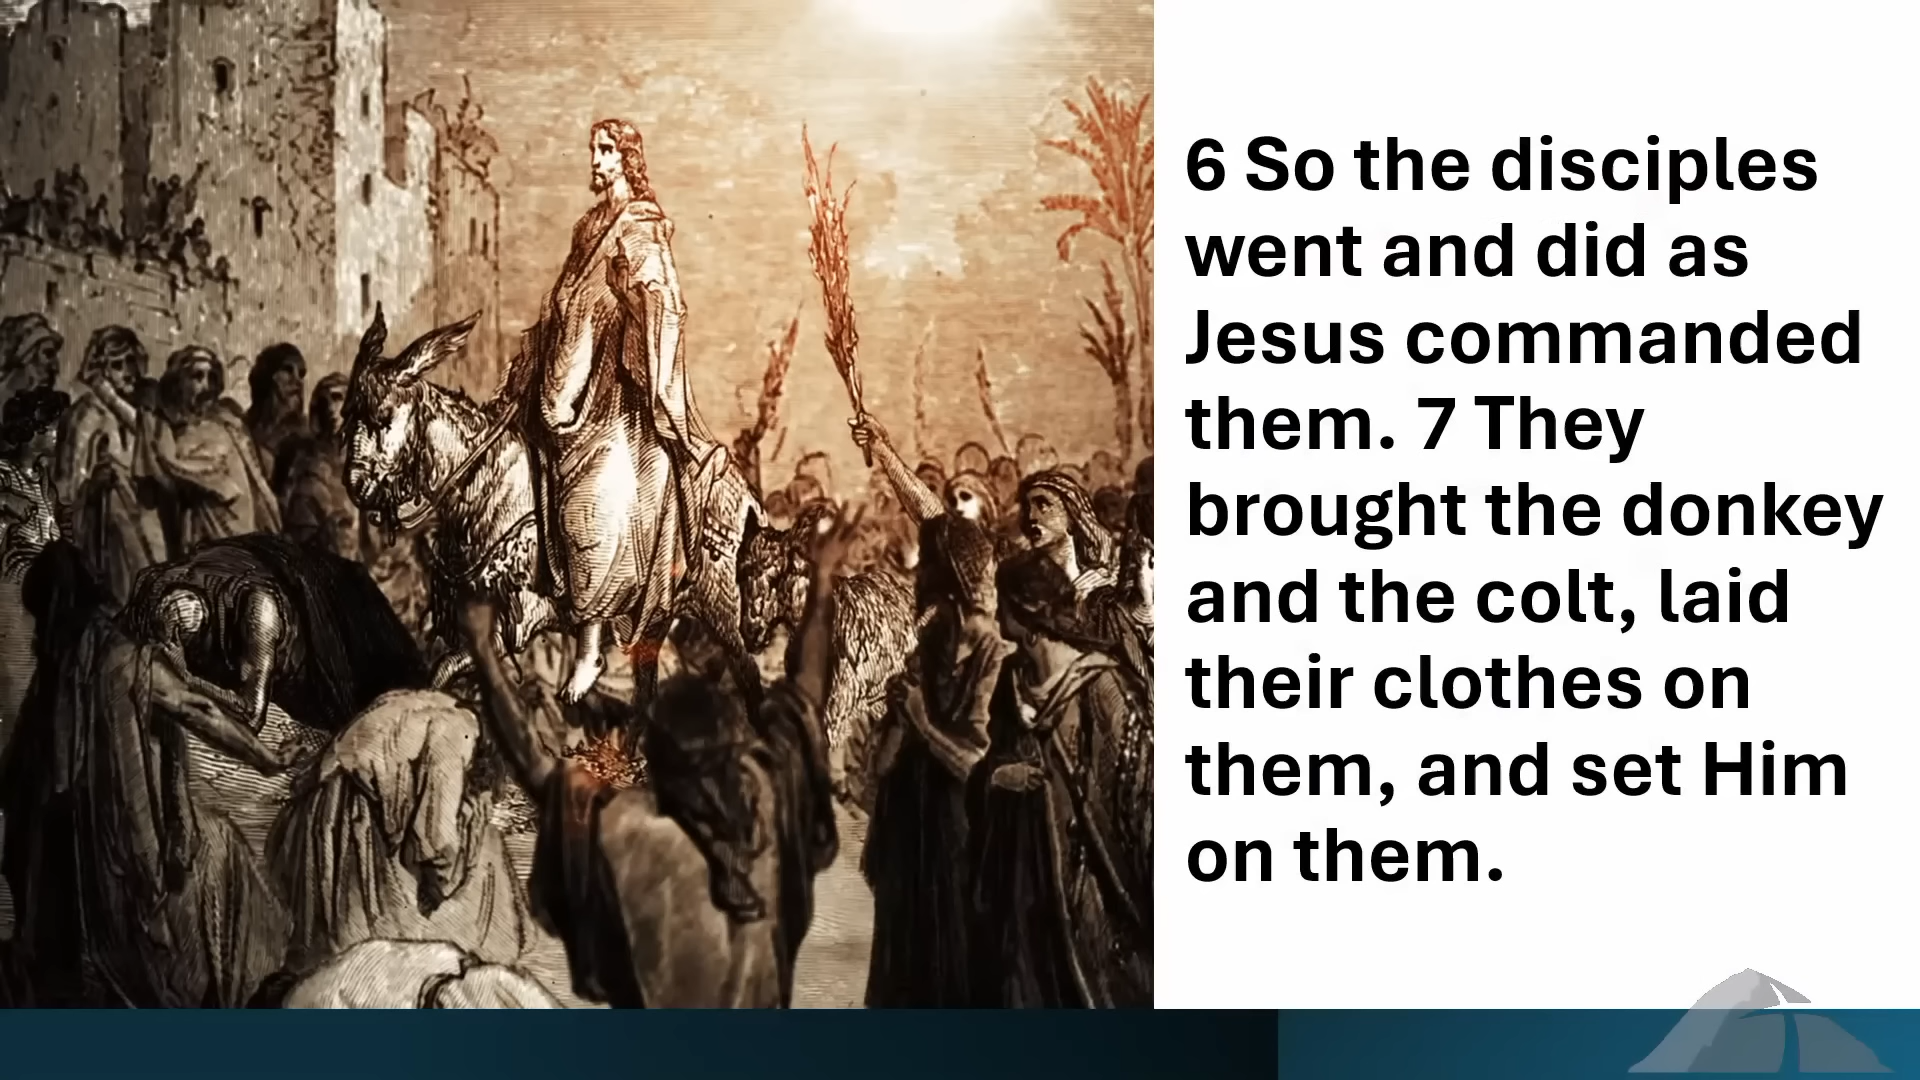 6 So the disciples
went and did as
Jesus commanded
them. 7 They
brought the donkey
and the colt, laid
their clothes on
them, and set Him
on them.